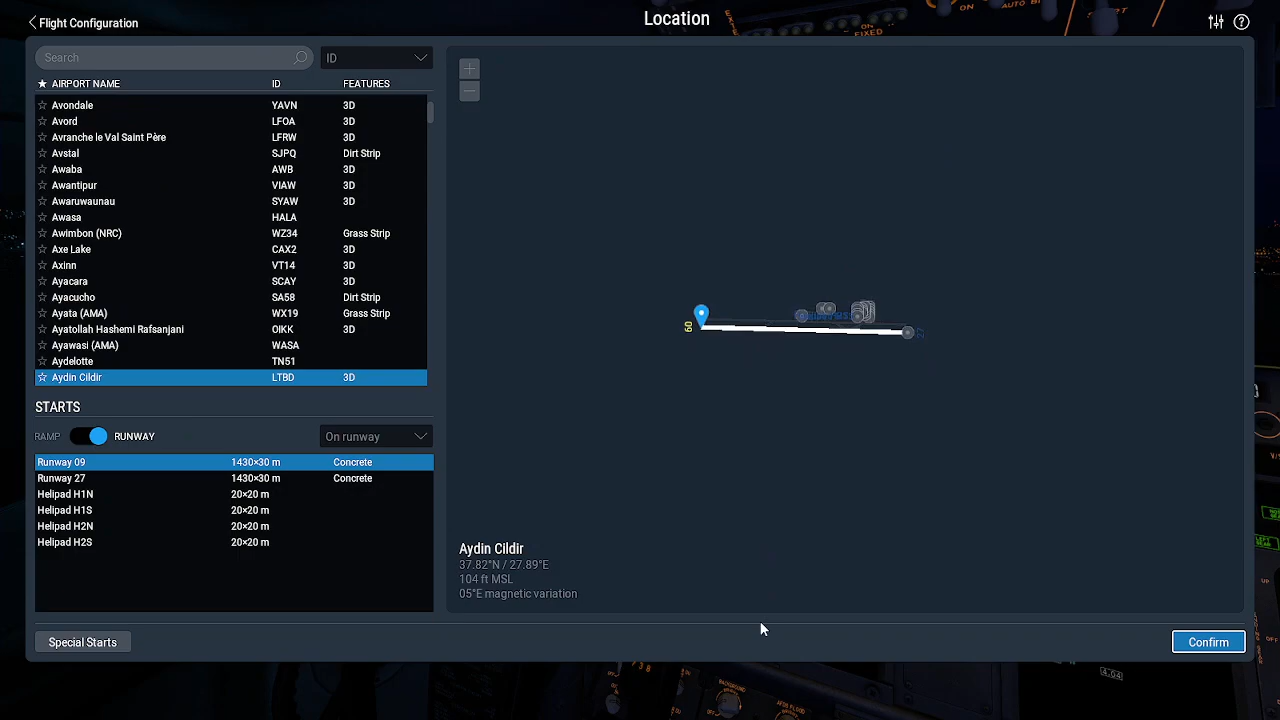 Flight Configuration
Location
Search
ID
AIRPORT NAME ID FEATURES
Avondale YAVN 3D
Avord LFOA 3D
Avranche le Val Saint Père LFRW 3D
Avstal SJPQ Dirt Strip
Awaba AWB 3D
Awantipur VIAW 3D
Awaruwaunau SYAW 3D
Awasa HALA
Awimbon (NRC) WZ34 Grass Strip
Axe Lake CAX2 3D
Axinn VT14 3D
Ayacara SCAY 3D
Ayacucho SA58 Dirt Strip
Ayata (AMA) WX19 Grass Strip
Ayatollah Hashemi Rafsanjani OIKK 3D
Ayawasi (AMA) WASA
Aydelotte TN51
Aydin Cildir LTBD 3D
STARTS
RAMP RUNWAY On runway
Runway 09 1430×30 m Concrete
Runway 27 1430×30 m Concrete
Helipad H1N 20×20 m
Helipad H1S 20×20 m
Helipad H2N 20×20 m
Helipad H2S 20×20 m
09
27
Aydin Cildir
37.82°N / 27.89°E
104 ft MSL
05°E magnetic variation
Special Starts
Confirm